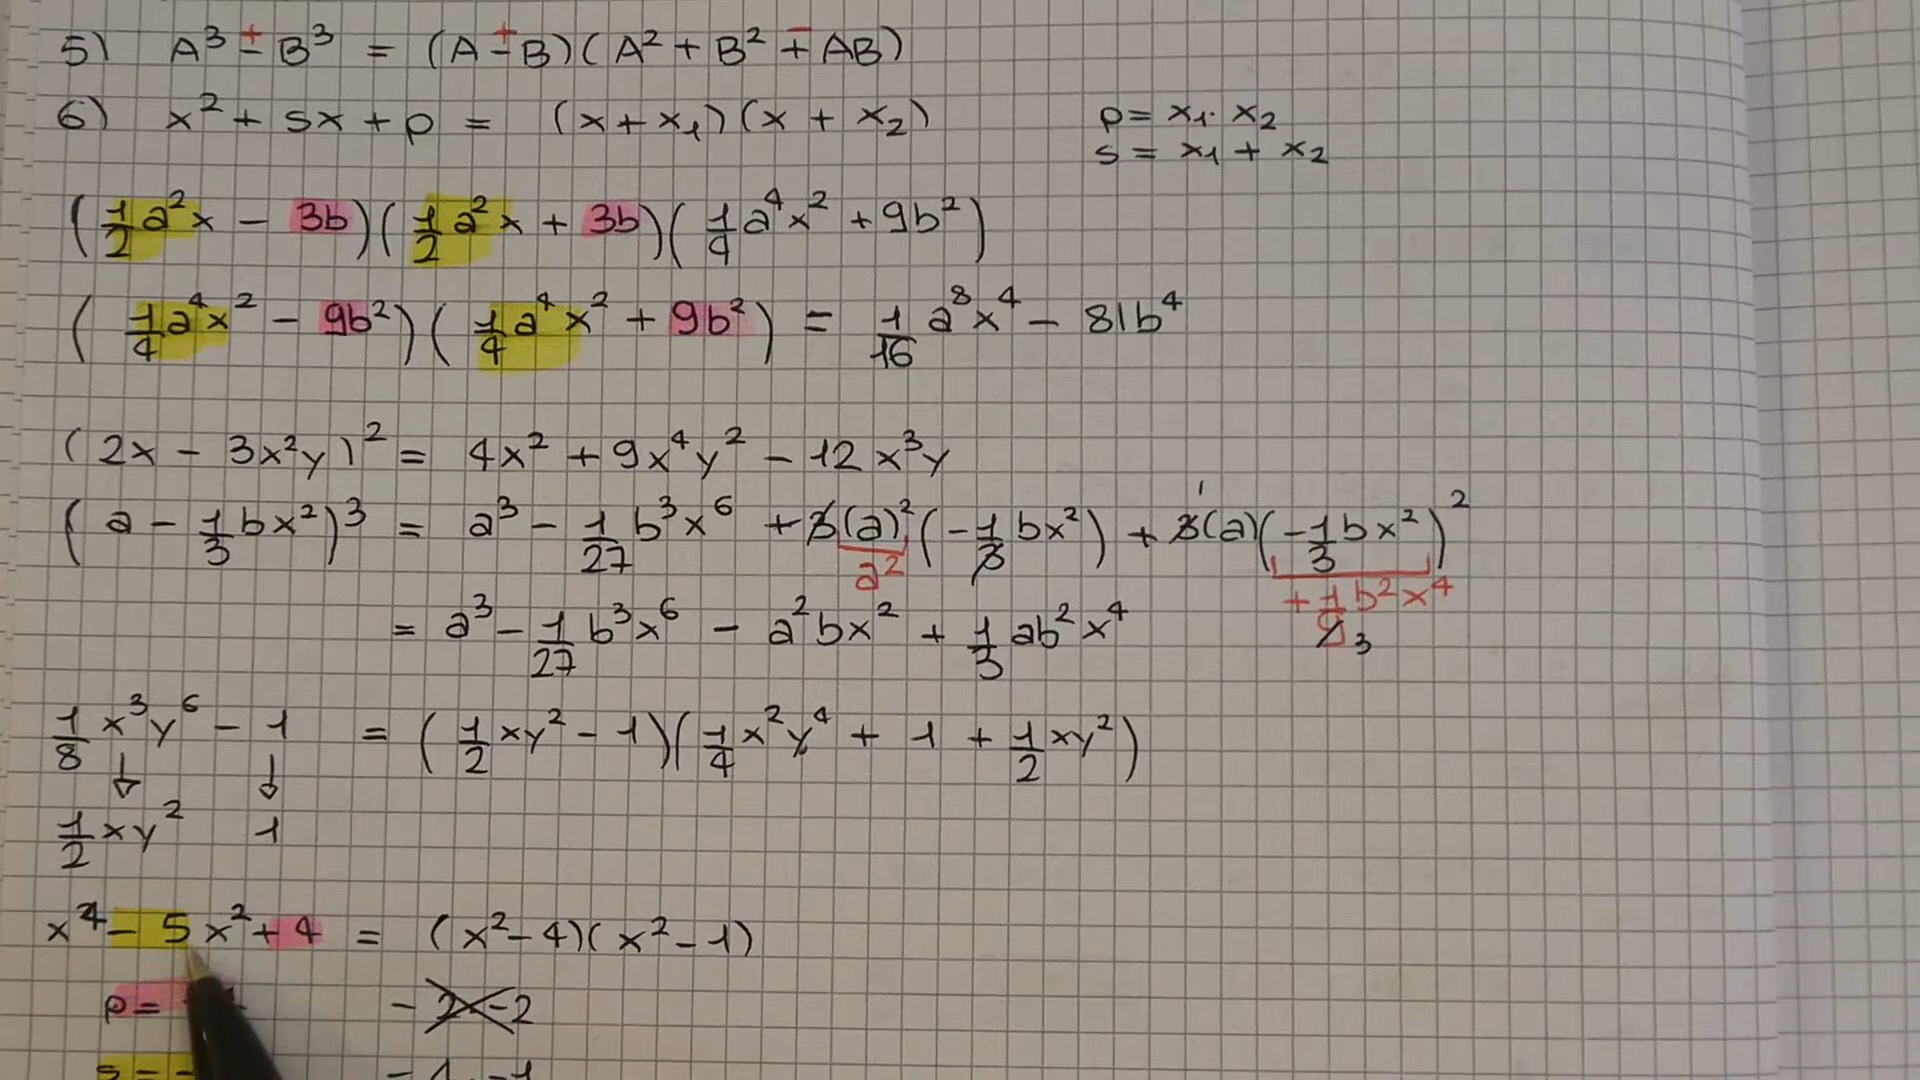 5) A³ ± B³ = (A ± B)(A² + B² ∓ AB)
6) x² + sx + p = (x + x₁)(x + x₂)
p = x₁· x₂
s = x₁ + x₂
(1/2 a²x - 3b)(1/2 a²x + 3b)(1/4 a⁴x² + 9b²)
(1/4 a⁴x² - 9b²)(1/4 a⁴x² + 9b²) = 1/16 a⁸x⁴ - 81b⁴
(2x - 3x²y)² = 4x² + 9x⁴y² - 12x³y
(a - 1/3 bx²)³ = a³ - 1/27 b³x⁶ + 3(a)²(-1/3 bx²) + 3(a)(-1/3 bx²)²
1
a²
+1/9 b²x⁴
3
= a³ - 1/27 b³x⁶ - a²bx² + 1/3 ab²x⁴
1/8 x³y⁶ - 1 = (1/2 xy² - 1)(1/4 x²y⁴ + 1 + 1/2 xy²)
↓ ↓
1/2 xy² 1
x⁴ - 5x² + 4 = (x² - 4)(x² - 1)
p = - 2 -2
s = -